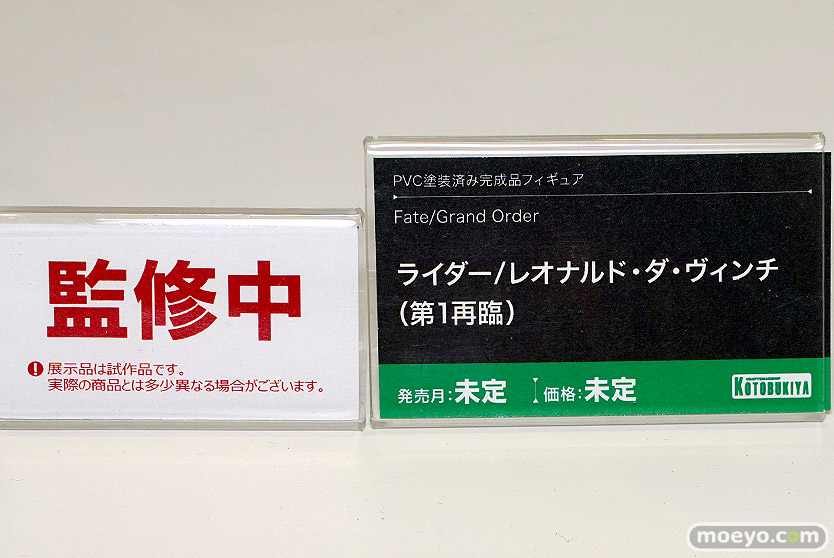 監修中
! 展示品は試作品です。
実際の商品とは多少異なる場合がございます。
PVC塗装済み完成品フィギュア
Fate/Grand Order
ライダー/レオナルド・ダ・ヴィンチ
（第1再臨）
発売月：未定 価格：未定
KOTOBUKIYA
moeyo.com